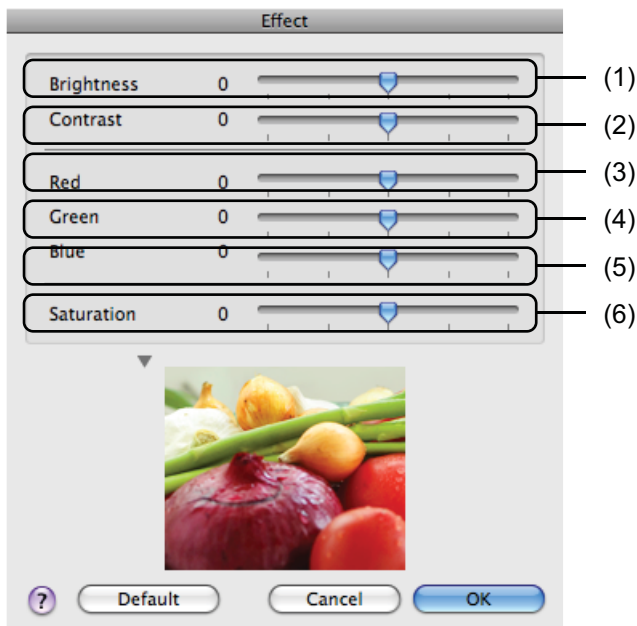 Effect
Brightness 0 (1)
Contrast 0 (2)
Red 0 (3)
Green 0 (4)
Blue 0 (5)
Saturation 0 (6)
? Default Cancel OK